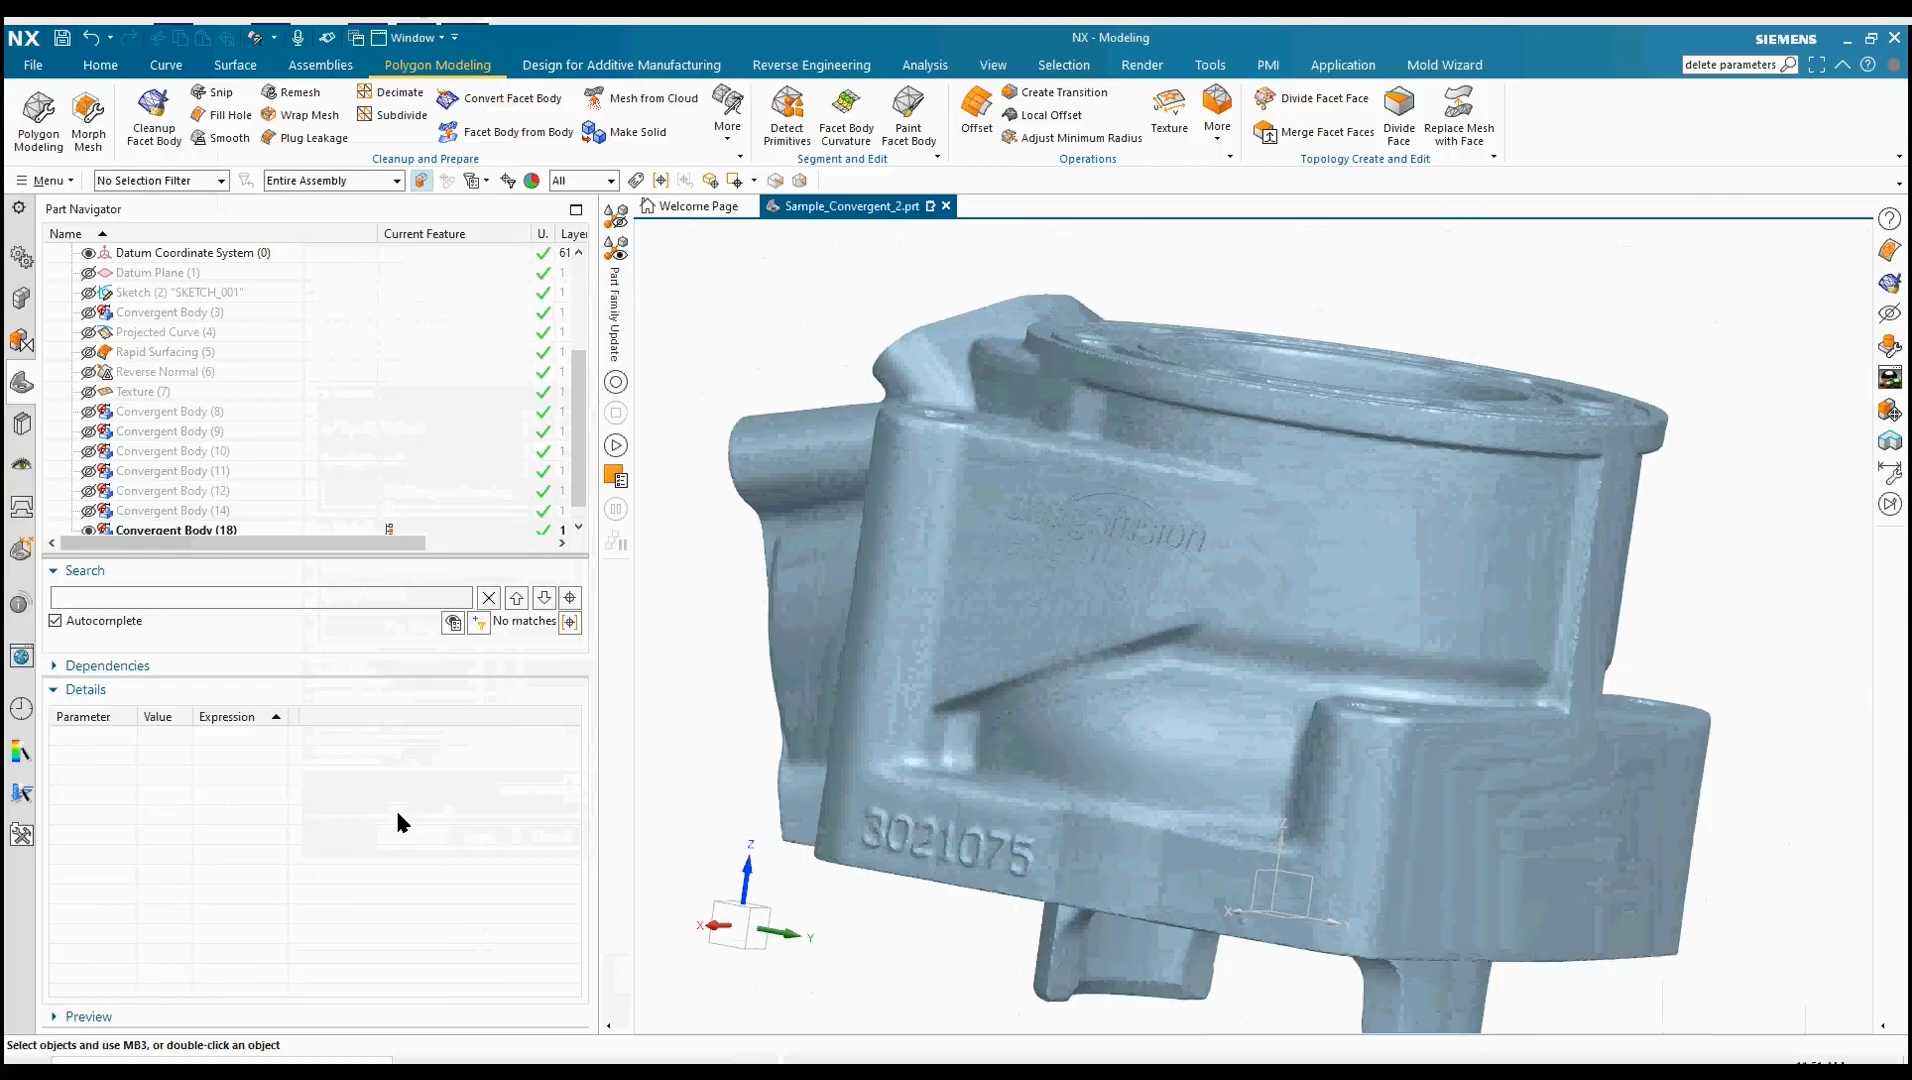 NX Window NX - Modeling SIEMENS
File Home Curve Surface Assemblies Polygon Modeling Design for Additive Manufacturing Reverse Engineering Analysis View Selection Render Tools PMI Application Mold Wizard delete parameters
Polygon Modeling
Morph Mesh
Cleanup Facet Body
Snip
Fill Hole
Smooth
Remesh
Wrap Mesh
Plug Leakage
Decimate
Subdivide
Convert Facet Body
Facet Body from Body
Mesh from Cloud
Make Solid
More
Cleanup and Prepare
Detect Primitives
Facet Body Curvature
Paint Facet Body
Segment and Edit
Offset
Create Transition
Local Offset
Adjust Minimum Radius
Texture
More
Operations
Divide Facet Face
Merge Facet Faces
Divide Face
Replace Mesh with Face
Topology Create and Edit
Menu No Selection Filter Entire Assembly All
Part Navigator
Welcome Page Sample_Convergent_2.prt
Name Current Feature U. Layer
Datum Coordinate System (0) 61
Datum Plane (1) 1
Sketch (2) "SKETCH_001" 1
Convergent Body (3) 1
Projected Curve (4) 1
Rapid Surfacing (5) 1
Reverse Normal (6) 1
Texture (7) 1
Convergent Body (8) 1
Convergent Body (9) 1
Convergent Body (10) 1
Convergent Body (11) 1
Convergent Body (12) 1
Convergent Body (14) 1
Convergent Body (18) 1
Part Family Update
Search
Autocomplete No matches
Dependencies
Details
Parameter Value Expression
Preview
designfusion
3021075
Z
X
Y
Z
X
Select objects and use MB3, or double-click an object